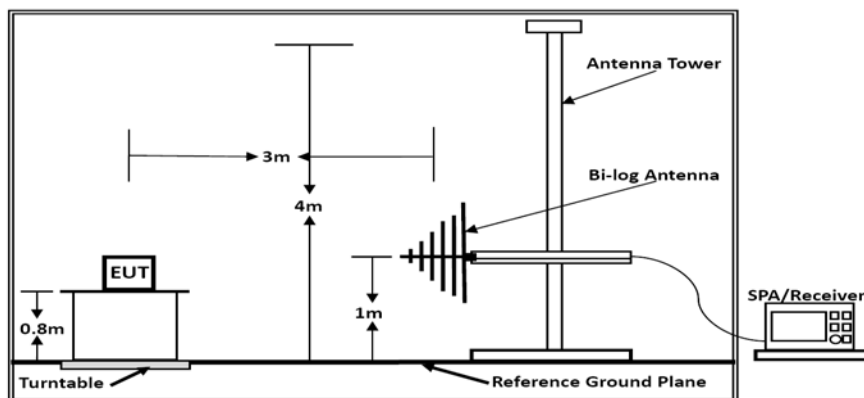 Antenna Tower
3m
Bi-log Antenna
4m
EUT
SPA/Receiver
0.8m
1m
Turntable
Reference Ground Plane